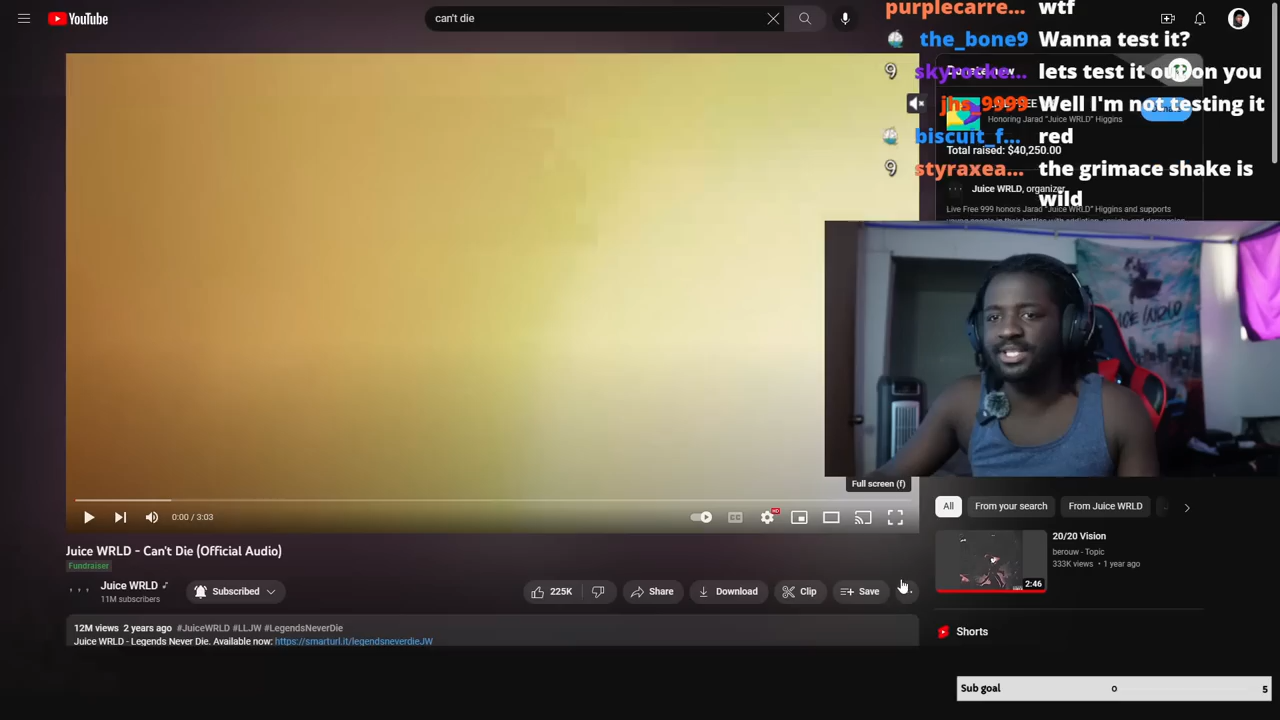 YouTube
can't die
purplecarre... wtf
the_bone9 Wanna test it?
skyrocke... lets test it out on you
jha_9999 Well I'm not testing it
biscuit_f... red
styraxea... the grimace shake is
wild
Donate now
Honoring Jarad "Juice WRLD" Higgins
Total raised: $40,250.00
Juice WRLD, organizer
Live Free 999 honors Jarad "Juice WRLD" Higgins and supports
Full screen (f)
0:00 / 3:03
CC
HD
Juice WRLD - Can't Die (Official Audio)
Fundraiser
Juice WRLD
11M subscribers
Subscribed
225K
Share
Download
Clip
Save
12M views 2 years ago #JuiceWRLD #LLJW #LegendsNeverDie
Juice WRLD - Legends Never Die. Available now: https://smarturl.it/legendsneverdieJW
All
From your search
From Juice WRLD
20/20 Vision
berouw - Topic
333K views • 1 year ago
2:46
Shorts
Sub goal 0 5